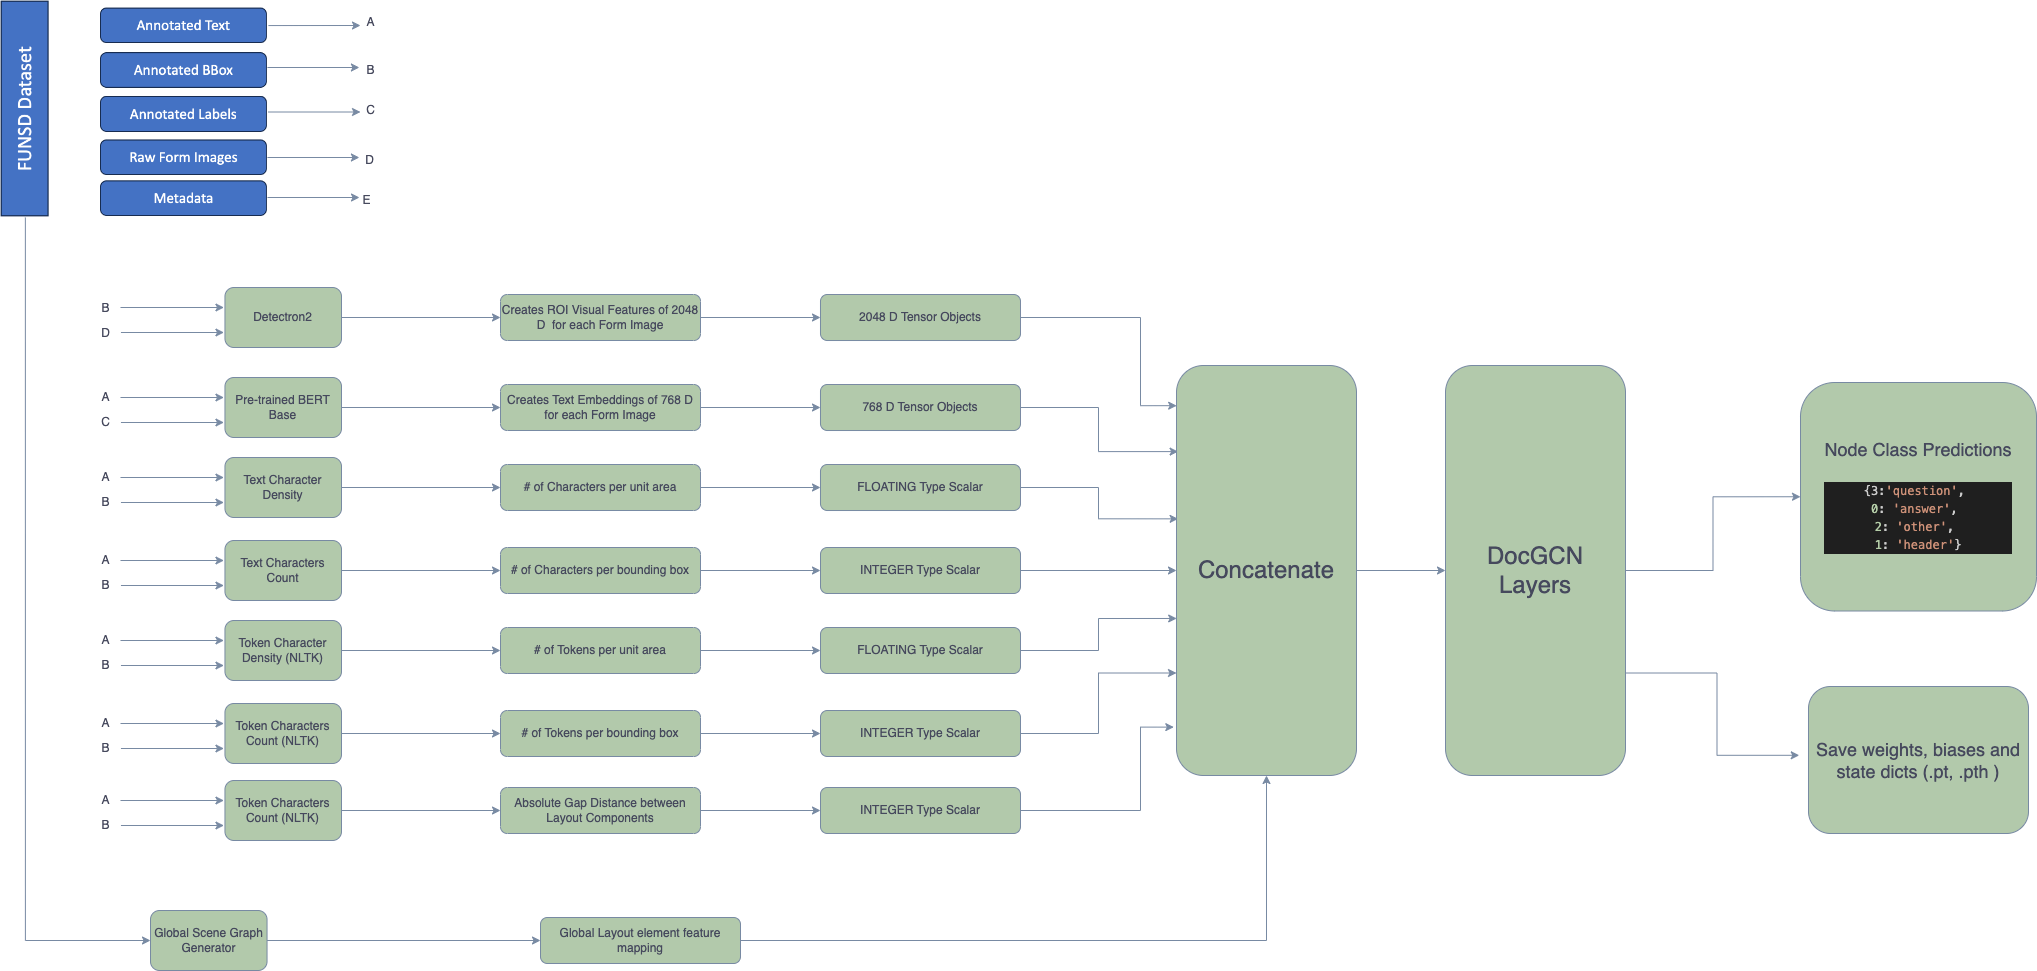 FUNSD Dataset
Annotated Text
A
Annotated BBox
B
Annotated Labels
C
Raw Form Images
D
Metadata
E
B
D
Detectron2
Creates ROI Visual Features of 2048
D for each Form Image
2048 D Tensor Objects
A
C
Pre-trained BERT
Base
Creates Text Embeddings of 768 D
for each Form Image
768 D Tensor Objects
A
B
Text Character
Density
# of Characters per unit area
FLOATING Type Scalar
A
B
Text Characters
Count
# of Characters per bounding box
INTEGER Type Scalar
A
B
Token Character
Density (NLTK)
# of Tokens per unit area
FLOATING Type Scalar
A
B
Token Characters
Count (NLTK)
# of Tokens per bounding box
INTEGER Type Scalar
A
B
Token Characters
Count (NLTK)
Absolute Gap Distance between
Layout Components
INTEGER Type Scalar
Global Scene Graph
Generator
Global Layout element feature
mapping
Concatenate
DocGCN
Layers
Node Class Predictions
{3:'question',
0: 'answer',
2: 'other',
1: 'header'}
Save weights, biases and
state dicts (.pt, .pth )